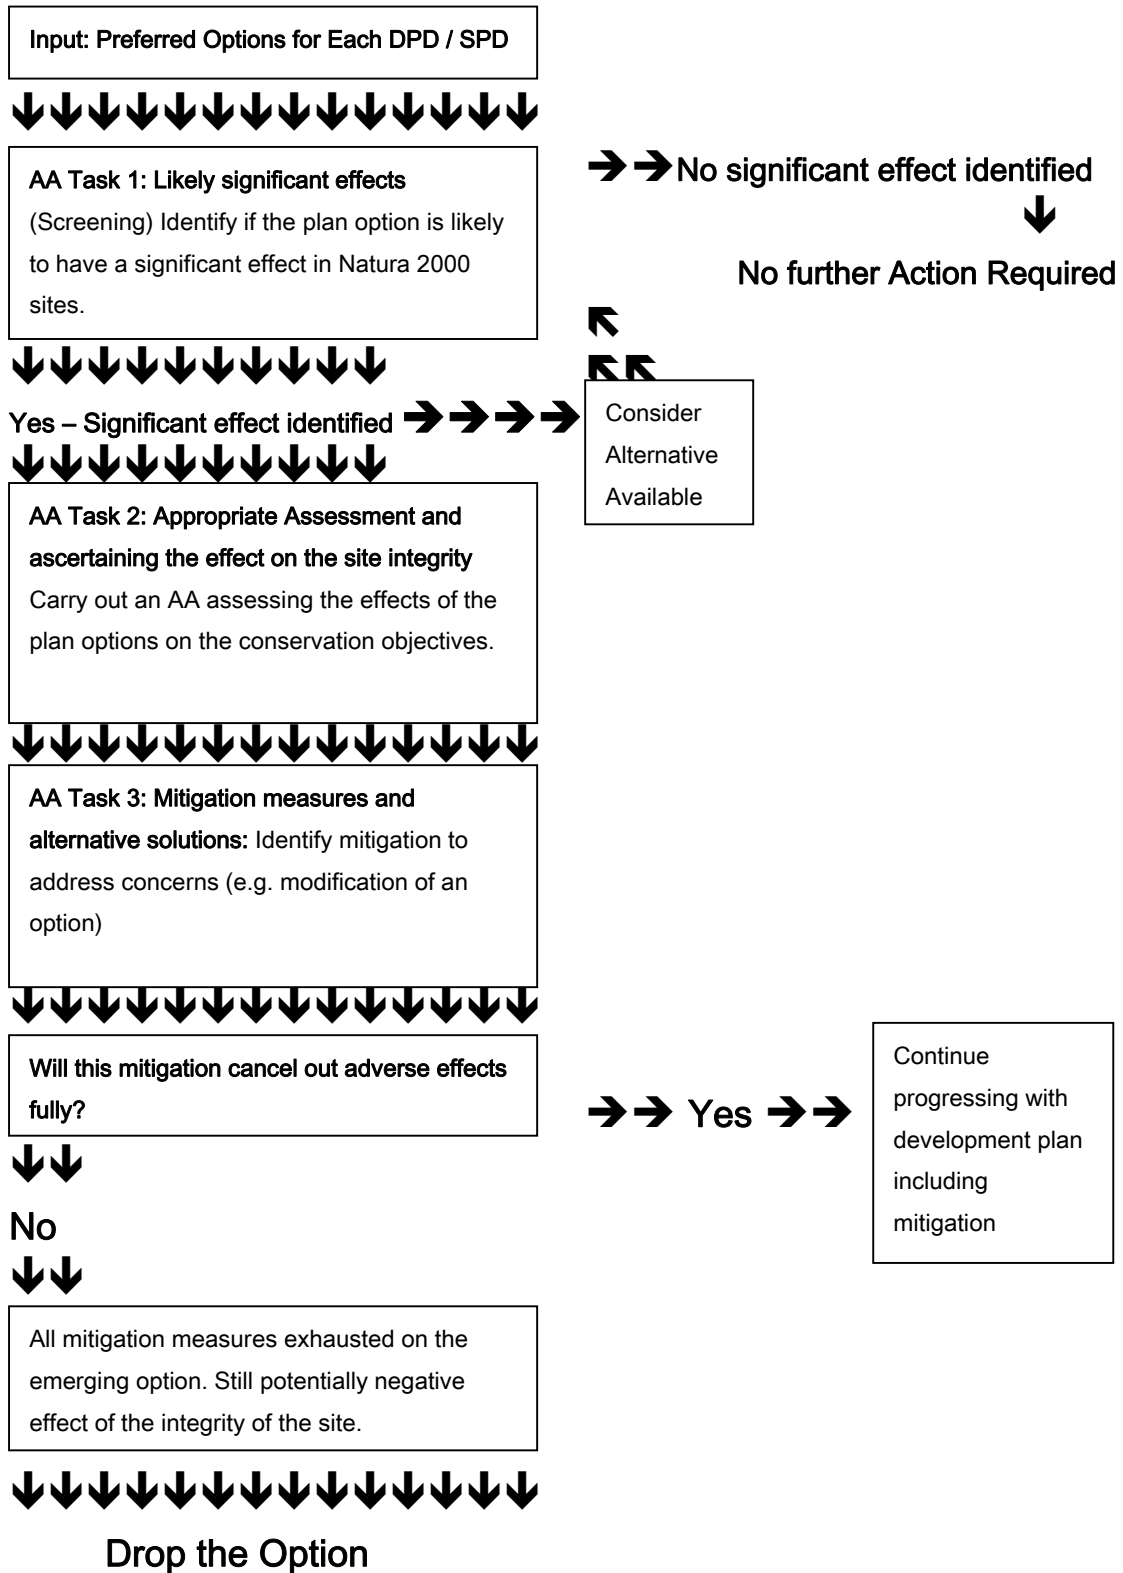 Input: Preferred Options for Each DPD / SPD
AA Task 1: Likely significant effects
(Screening) Identify if the plan option is likely
to have a significant effect in Natura 2000
sites.
No significant effect identified
No further Action Required
Yes – Significant effect identified
Consider
Alternative
Available
AA Task 2: Appropriate Assessment and
ascertaining the effect on the site integrity
Carry out an AA assessing the effects of the
plan options on the conservation objectives.
AA Task 3: Mitigation measures and
alternative solutions: Identify mitigation to
address concerns (e.g. modification of an
option)
Will this mitigation cancel out adverse effects
fully?
Yes
Continue
progressing with
development plan
including
mitigation
No
All mitigation measures exhausted on the
emerging option. Still potentially negative
effect of the integrity of the site.
Drop the Option